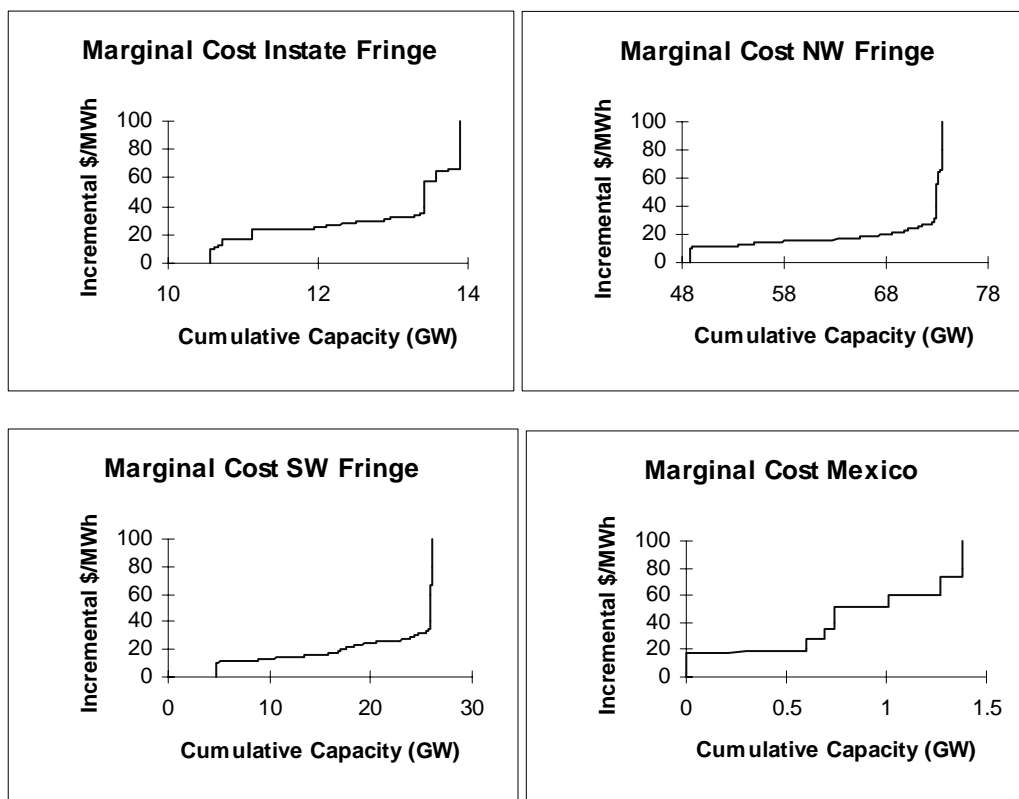 Marginal Cost Instate Fringe
Incremental $/MWh
100
80
60
40
20
0
10 12 14
Cumulative Capacity (GW)
Marginal Cost NW Fringe
Incremental $/MWh
100
80
60
40
20
0
48 58 68 78
Cumulative Capacity (GW)
Marginal Cost SW Fringe
Incremental $/MWh
100
80
60
40
20
0
0 10 20 30
Cumulative Capacity (GW)
Marginal Cost Mexico
Incremental $/MWh
100
80
60
40
20
0
0 0.5 1 1.5
Cumulative Capacity (GW)